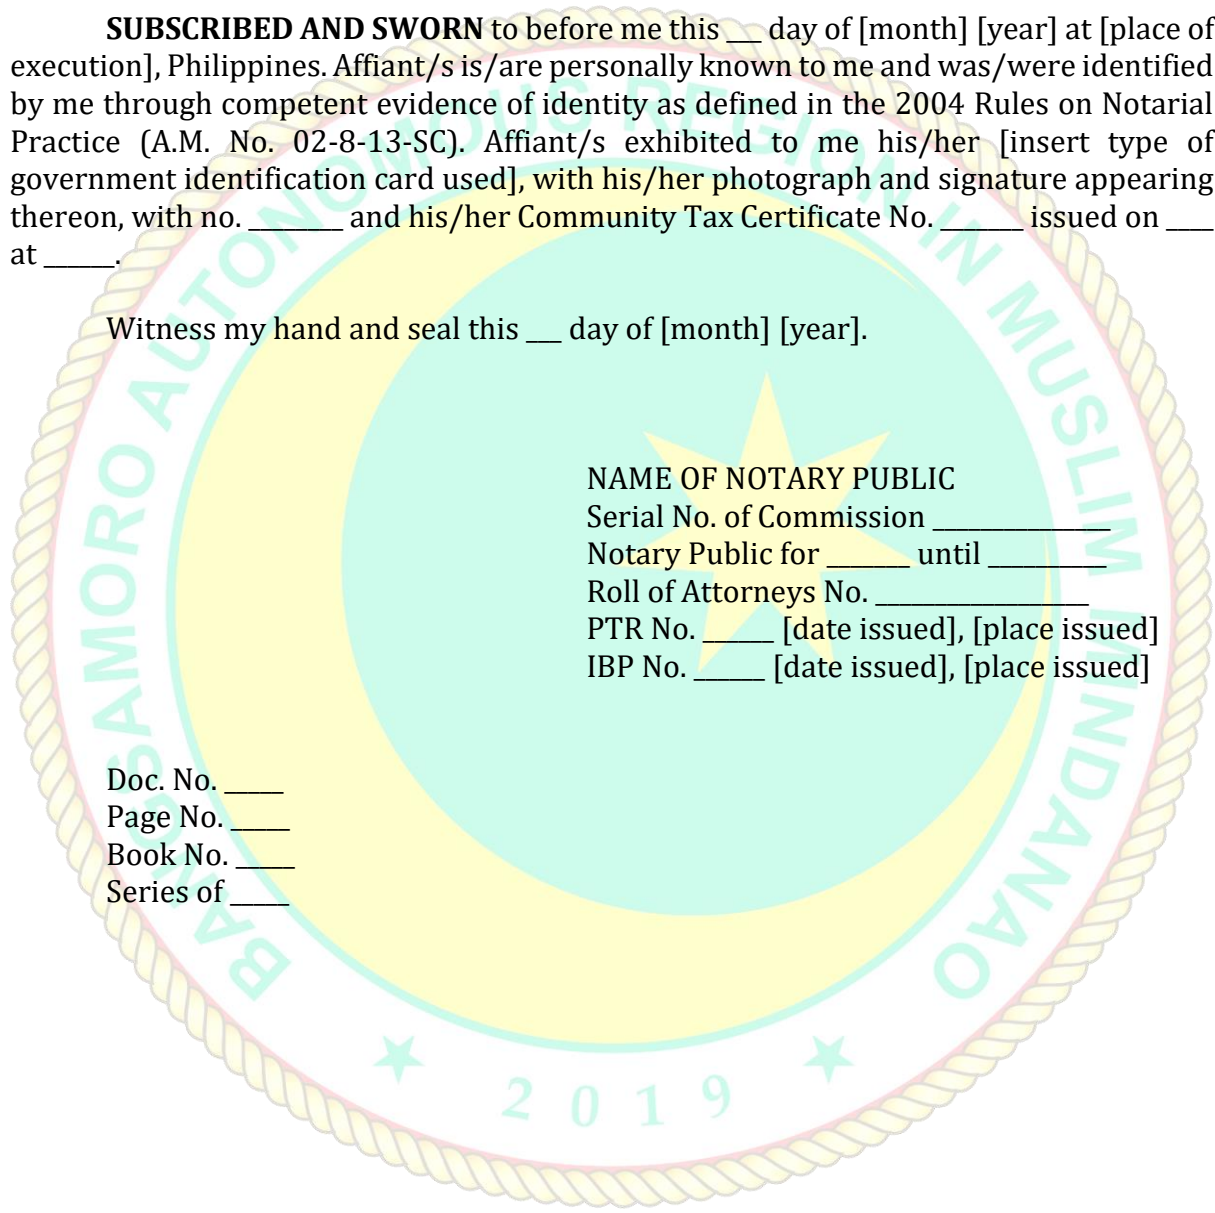 SUBSCRIBED AND SWORN to before me this ___ day of [month] [year] at [place of
execution], Philippines. Affiant/s is/are personally known to me and was/were identified
by me through competent evidence of identity as defined in the 2004 Rules on Notarial
Practice (A.M. No. 02-8-13-SC). Affiant/s exhibited to me his/her [insert type of
government identification card used], with his/her photograph and signature appearing
thereon, with no. ________ and his/her Community Tax Certificate No. _______ issued on ____
at ______.
Witness my hand and seal this ___ day of [month] [year].
NAME OF NOTARY PUBLIC
Serial No. of Commission _______________
Notary Public for _______ until __________
Roll of Attorneys No. __________________
PTR No. ______ [date issued], [place issued]
IBP No. ______ [date issued], [place issued]
Doc. No. _____
Page No. _____
Book No. _____
Series of _____
BANGSAMORO AUTONOMOUS REGION IN MUSLIM MINDANAO
2019